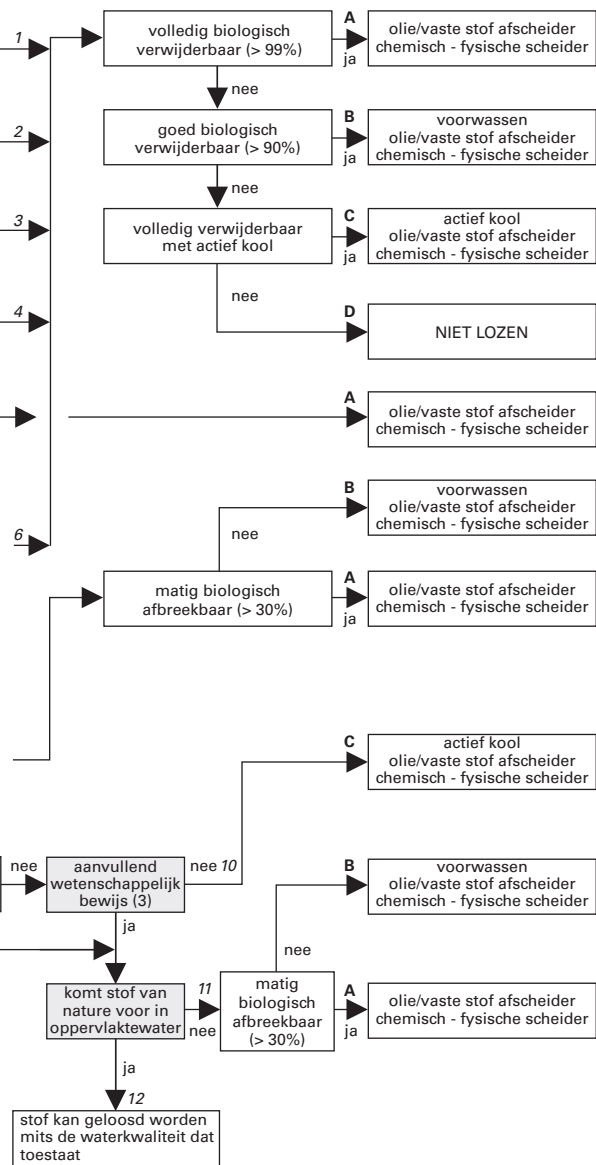 1
volledig biologisch
verwijderbaar (> 99%)
A
ja
olie/vaste stof afscheider
chemisch - fysische scheider
nee
2
goed biologisch
verwijderbaar (> 90%)
B
ja
voorwassen
olie/vaste stof afscheider
chemisch - fysische scheider
nee
3
volledig verwijderbaar
met actief kool
C
ja
actief kool
olie/vaste stof afscheider
chemisch - fysische scheider
nee
4
D
NIET LOZEN
A
olie/vaste stof afscheider
chemisch - fysische scheider
B
voorwassen
olie/vaste stof afscheider
chemisch - fysische scheider
nee
6
matig biologisch
afbreekbaar (> 30%)
A
ja
olie/vaste stof afscheider
chemisch - fysische scheider
C
actief kool
olie/vaste stof afscheider
chemisch - fysische scheider
nee
aanvullend
wetenschappelijk
bewijs (3)
nee 10
B
voorwassen
olie/vaste stof afscheider
chemisch - fysische scheider
ja
nee
komt stof van
nature voor in
oppervlaktewater
11
nee
matig
biologisch
afbreekbaar
(> 30%)
A
ja
olie/vaste stof afscheider
chemisch - fysische scheider
ja
12
stof kan geloosd worden
mits de waterkwaliteit dat
toestaat